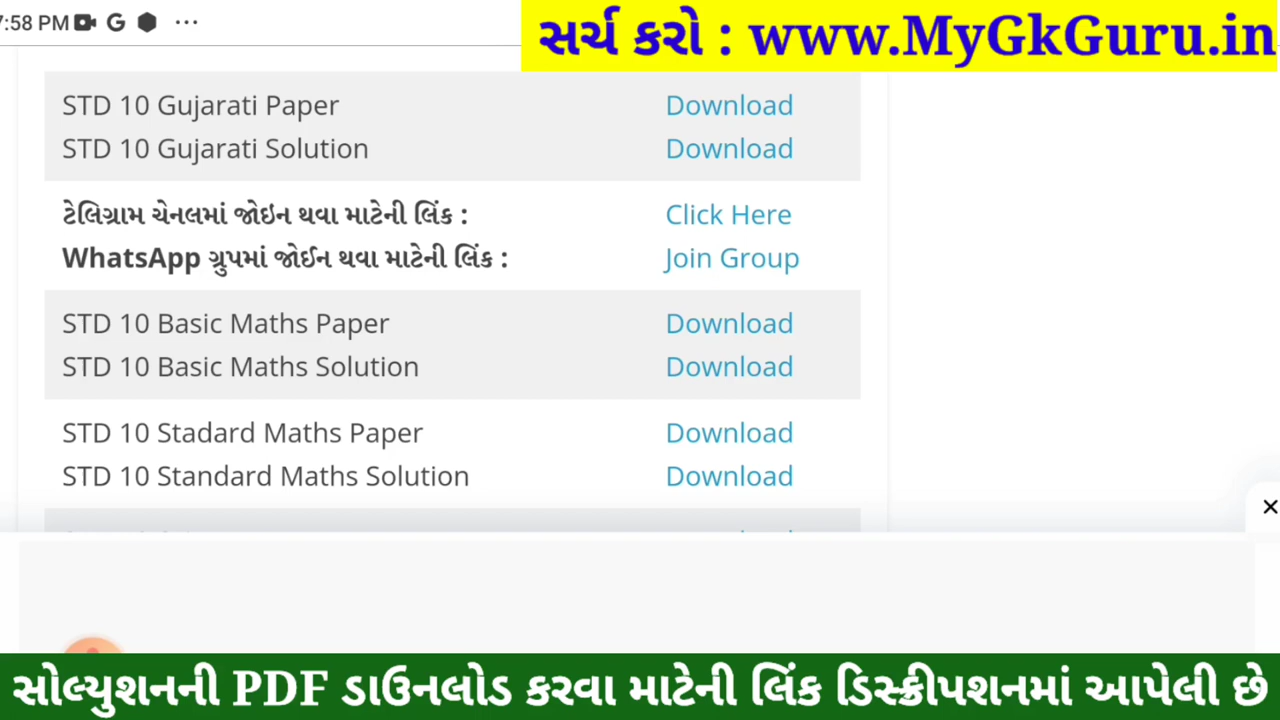 7:58 PM
સર્ચ કરો : www.MyGkGuru.in
STD 10 Gujarati Paper Download
STD 10 Gujarati Solution Download
ટેલિગ્રામ ચેનલમાં જોઇન થવા માટેની લિંક : Click Here
WhatsApp ગ્રુપમાં જોઈન થવા માટેની લિંક : Join Group
STD 10 Basic Maths Paper Download
STD 10 Basic Maths Solution Download
STD 10 Stadard Maths Paper Download
STD 10 Standard Maths Solution Download
સોલ્યુશનની PDF ડાઉનલોડ કરવા માટેની લિંક ડિસ્ક્રીપશનમાં આપેલી છે